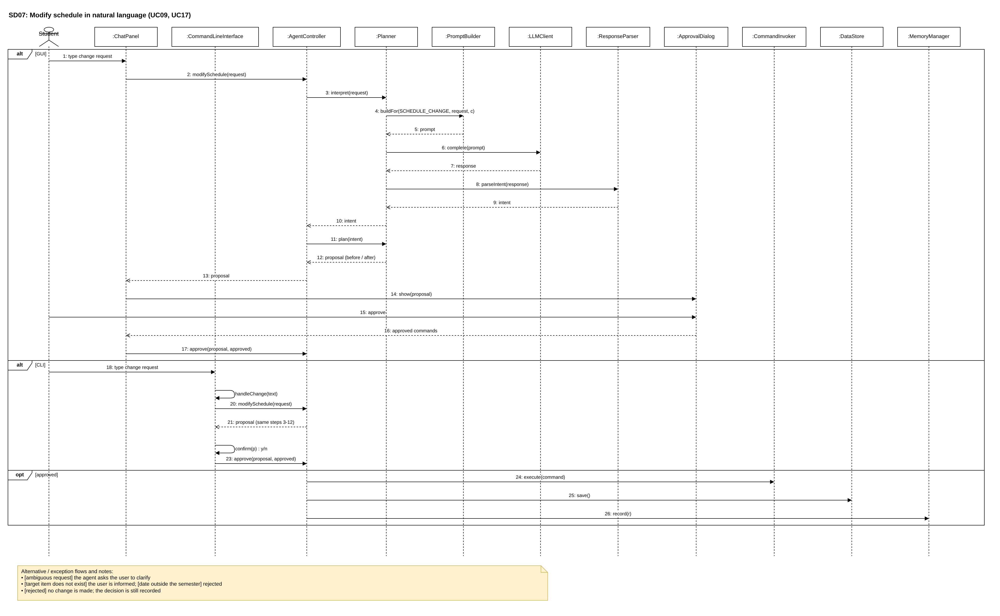 SD07: Modify schedule in natural language (UC09, UC17)
Student
:ChatPanel
:CommandLineInterface
:AgentController
:Planner
:PromptBuilder
:LLMClient
:ResponseParser
:ApprovalDialog
:CommandInvoker
:DataStore
:MemoryManager
alt [GUI]
1: type change request
2: modifySchedule(request)
3: interpret(request)
4: buildFor(SCHEDULE_CHANGE, request, c)
5: prompt
6: complete(prompt)
7: response
8: parseIntent(response)
9: intent
10: intent
11: plan(intent)
12: proposal (before / after)
13: proposal
14: show(proposal)
15: approve
16: approved commands
17: approve(proposal, approved)
alt [CLI]
18: type change request
handleChange(text)
20: modifySchedule(request)
21: proposal (same steps 3-12)
confirm(p) : y/n
23: approve(proposal, approved)
opt [approved]
24: execute(command)
25: save()
26: record(r)
Alternative / exception flows and notes:
• [ambiguous request] the agent asks the user to clarify
• [target item does not exist] the user is informed; [date outside the semester] rejected
• [rejected] no change is made; the decision is still recorded